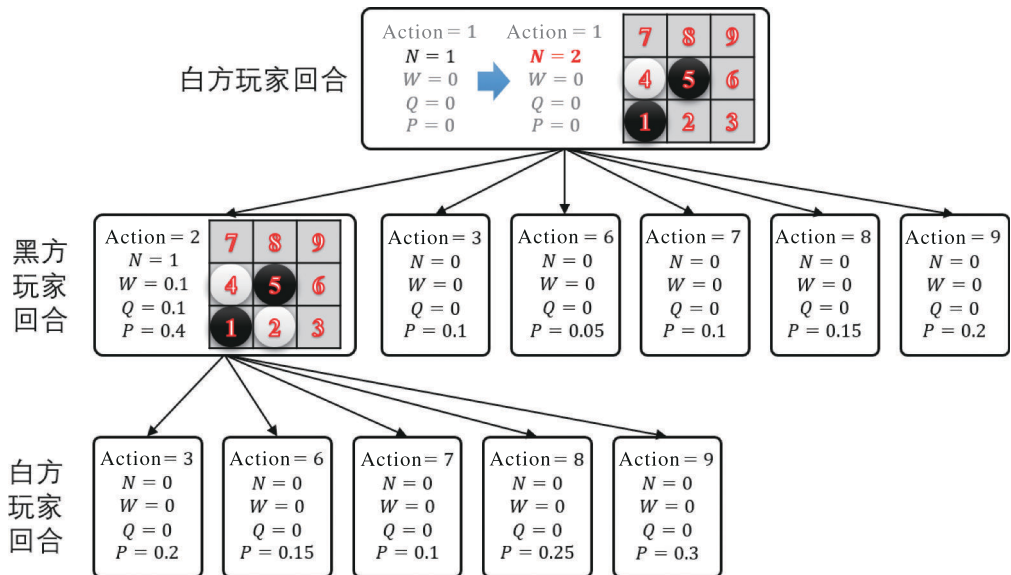 白方玩家回合
Action = 1
N = 1
W = 0
Q = 0
P = 0
Action = 1
N = 2
W = 0
Q = 0
P = 0
7 8 9
4 5 6
1 2 3
黑方
玩家
回合
Action = 2
N = 1
W = 0.1
Q = 0.1
P = 0.4
7 8 9
4 5 6
1 2 3
Action = 3
N = 0
W = 0
Q = 0
P = 0.1
Action = 6
N = 0
W = 0
Q = 0
P = 0.05
Action = 7
N = 0
W = 0
Q = 0
P = 0.1
Action = 8
N = 0
W = 0
Q = 0
P = 0.15
Action = 9
N = 0
W = 0
Q = 0
P = 0.2
白方
玩家
回合
Action = 3
N = 0
W = 0
Q = 0
P = 0.2
Action = 6
N = 0
W = 0
Q = 0
P = 0.15
Action = 7
N = 0
W = 0
Q = 0
P = 0.1
Action = 8
N = 0
W = 0
Q = 0
P = 0.25
Action = 9
N = 0
W = 0
Q = 0
P = 0.3